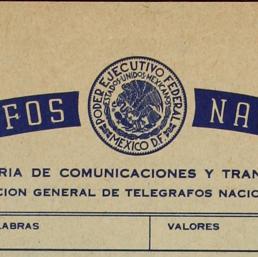 FOS NA
PODER EJECUTIVO FEDERAL
ESTADOS UNIDOS MEXICANOS
MEXICO D.F.
RIA DE COMUNICACIONES Y TRAN
CION GENERAL DE TELEGRAFOS NACIO
LABRAS VALORES